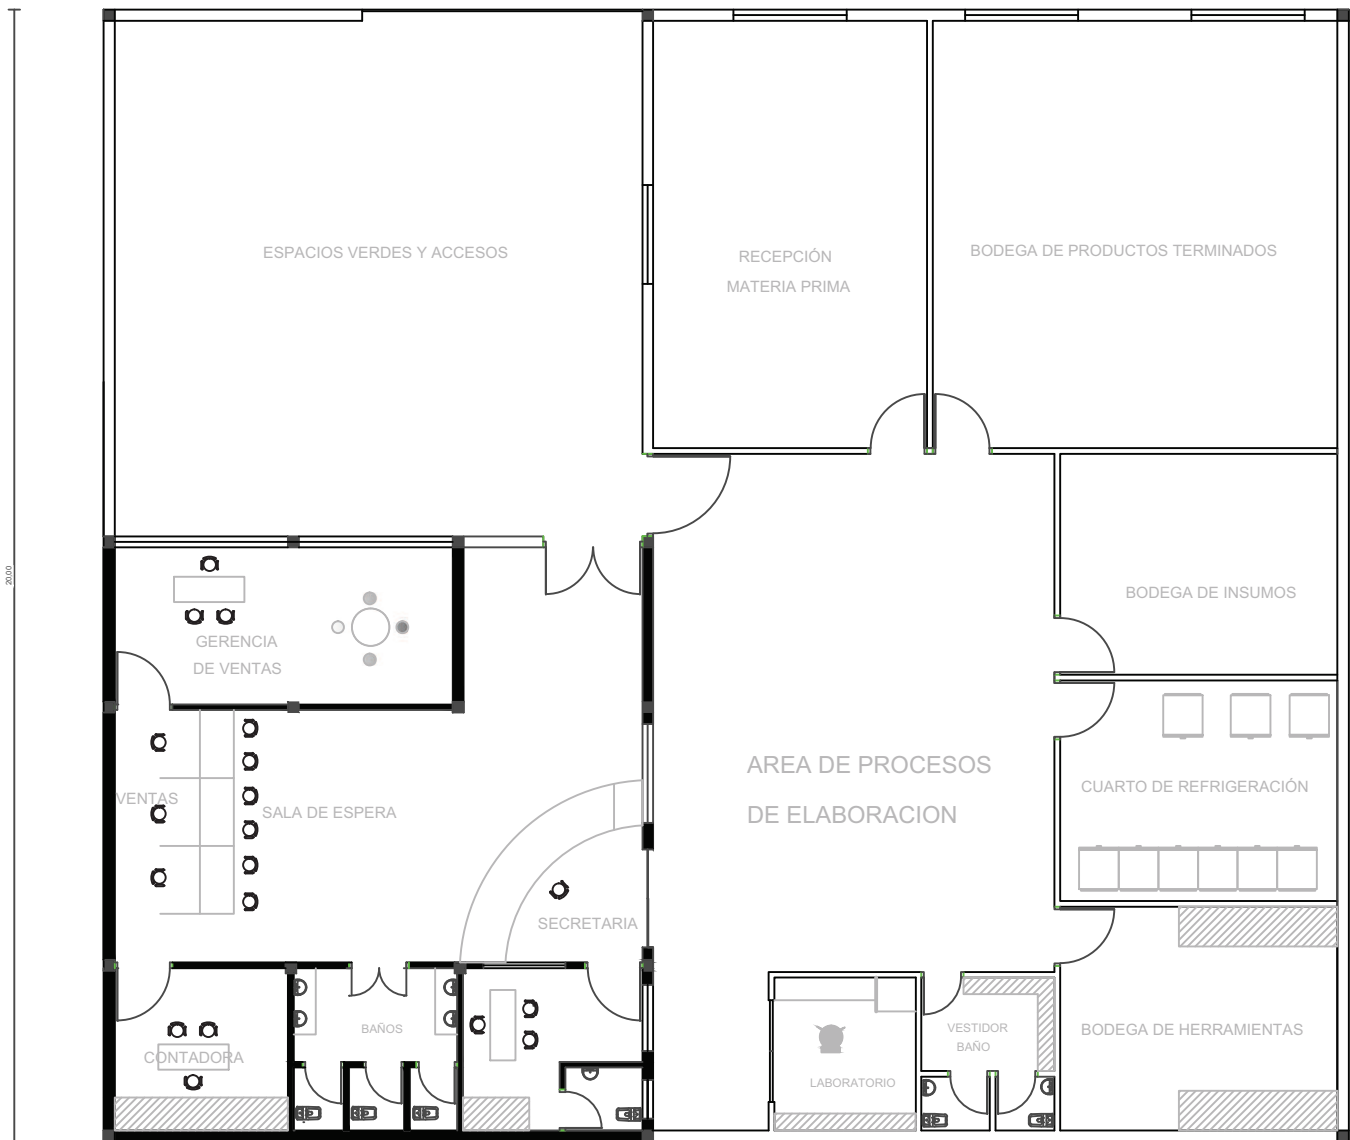 20.00
ESPACIOS VERDES Y ACCESOS
RECEPCIÓN
MATERIA PRIMA
BODEGA DE PRODUCTOS TERMINADOS
GERENCIA
DE VENTAS
BODEGA DE INSUMOS
VENTAS
SALA DE ESPERA
AREA DE PROCESOS
DE ELABORACION
CUARTO DE REFRIGERACIÓN
SECRETARIA
CONTADORA
BAÑOS
LABORATORIO
VESTIDOR
BAÑO
BODEGA DE HERRAMIENTAS